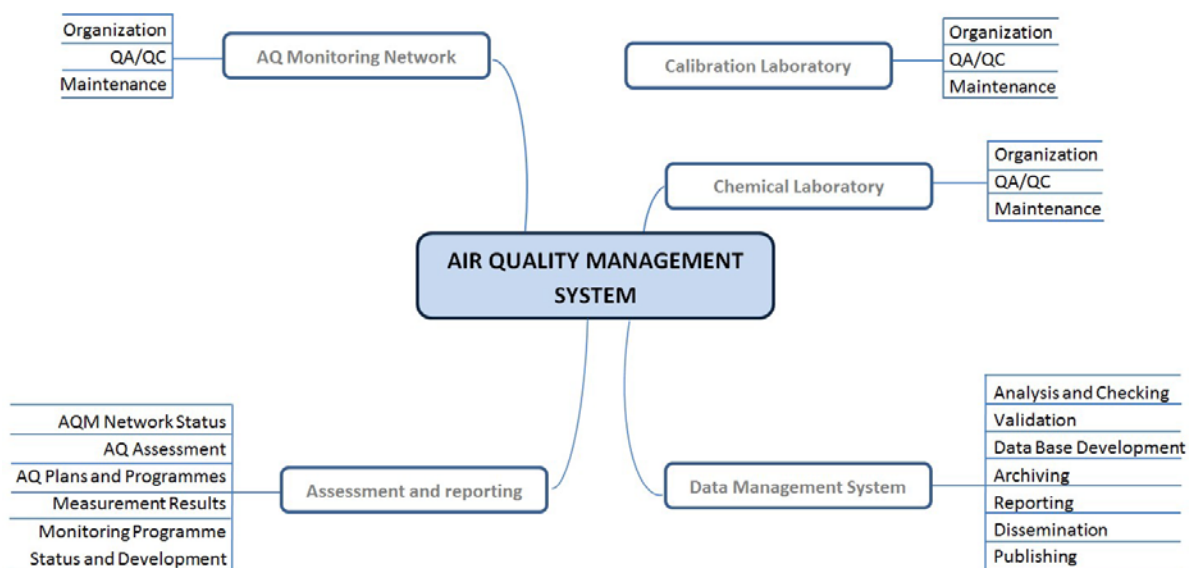 Organization
QA/QC
Maintenance
AQ Monitoring Network
Calibration Laboratory
Organization
QA/QC
Maintenance
Chemical Laboratory
Organization
QA/QC
Maintenance
AIR QUALITY MANAGEMENT
SYSTEM
AQM Network Status
AQ Assessment
AQ Plans and Programmes
Measurement Results
Monitoring Programme
Status and Development
Assessment and reporting
Data Management System
Analysis and Checking
Validation
Data Base Development
Archiving
Reporting
Dissemination
Publishing